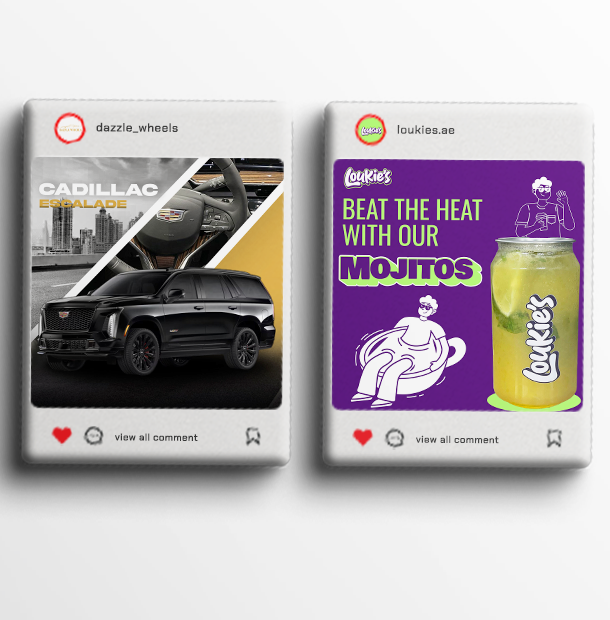 dazzle_wheels
CADILLAC
ESCALADE
view all comment
loukies.ae
LOUKIE'S
BEAT THE HEAT
WITH OUR
MOJITOS
LOUKIE'S
view all comment